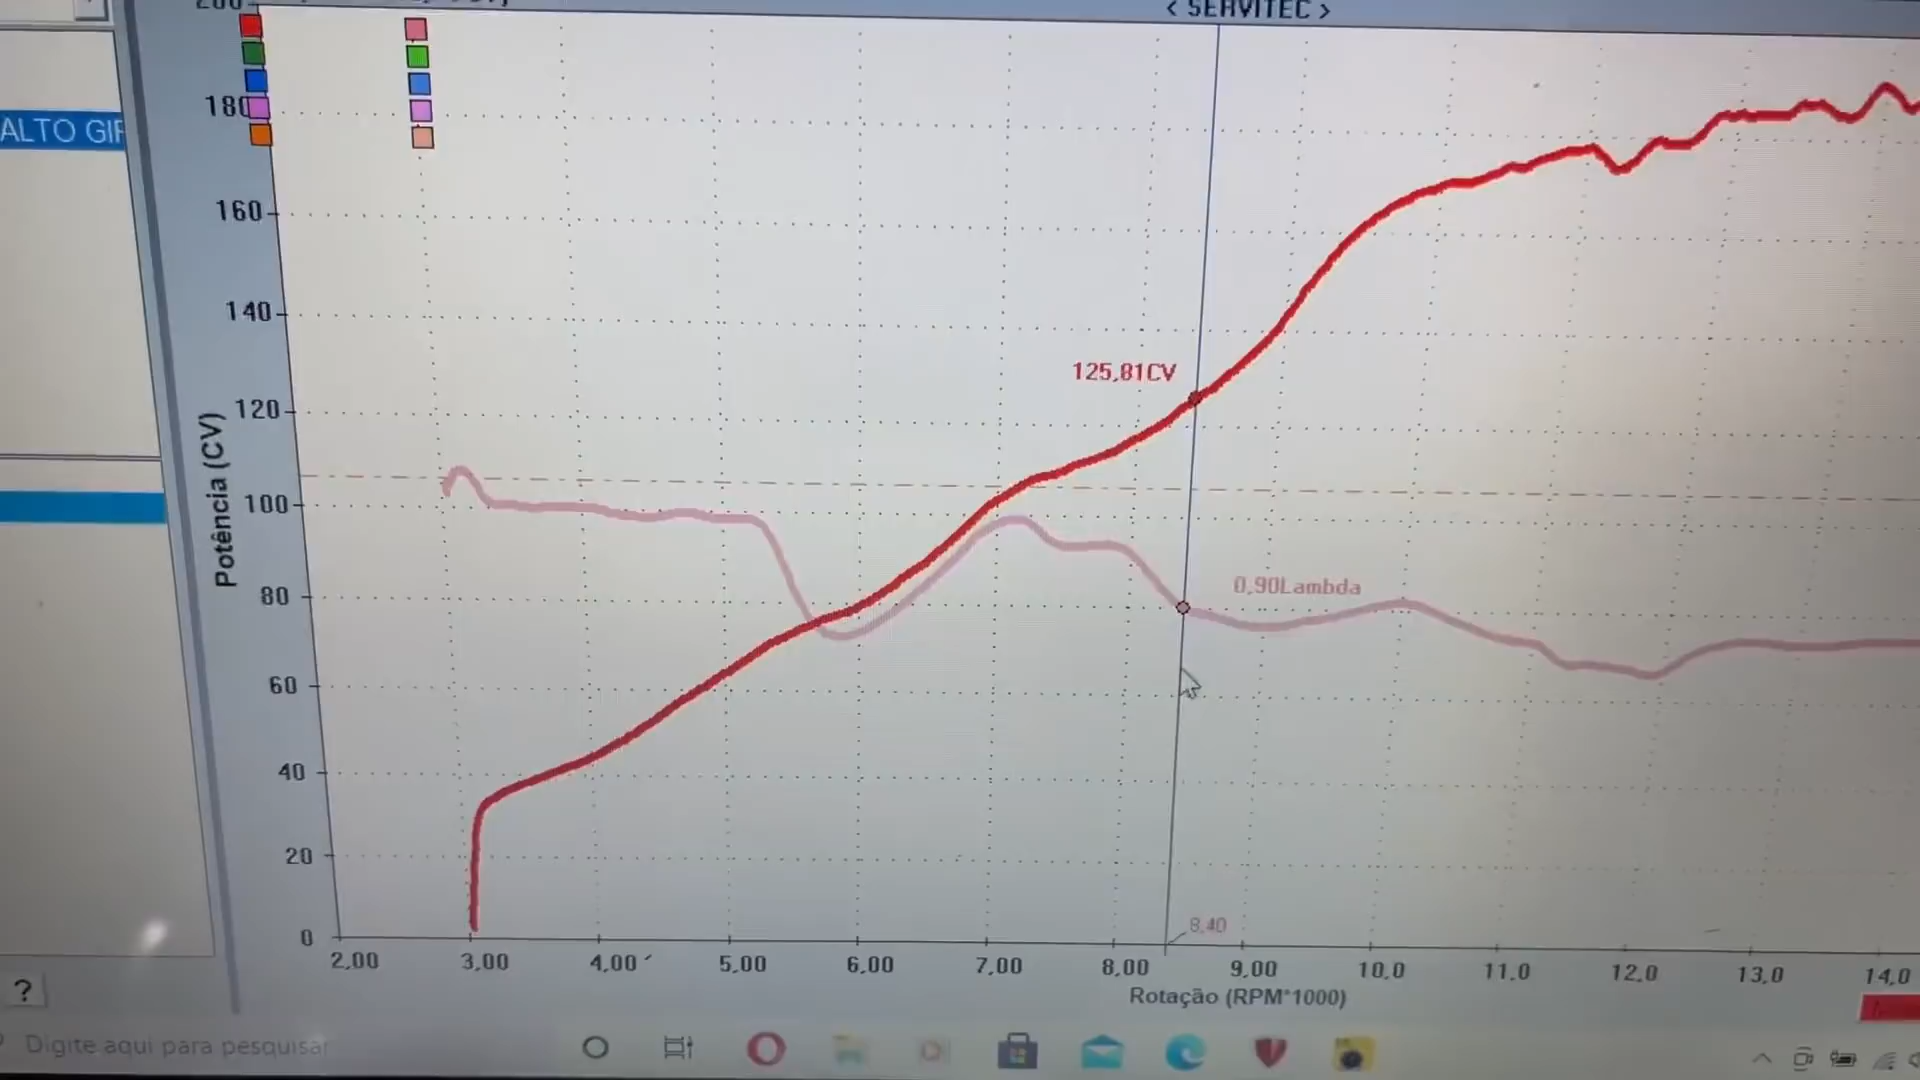 < SERVITEC >
200
180
ALTO GIR
160
140
125,81CV
120
100
Potência (CV)
0,90Lambda
80
60
40
20
8,40
0
2,00 3,00 4,00 5,00 6,00 7,00 8,00 9,00 10,0 11,0 12,0 13,0 14,0
Rotação (RPM*1000)
?
Digite aqui para pesquisar